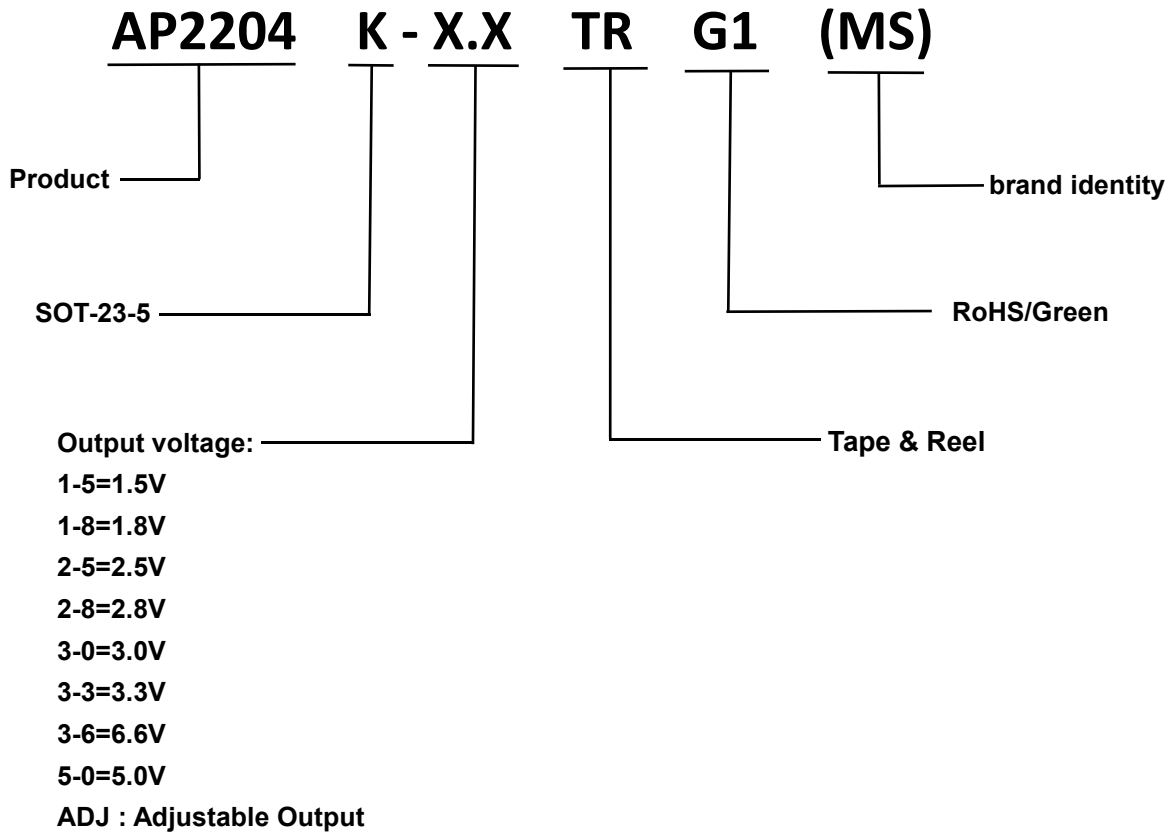 AP2204 K - X.X TR G1 (MS)
Product
brand identity
SOT-23-5
RoHS/Green
Output voltage:
Tape & Reel
1-5=1.5V
1-8=1.8V
2-5=2.5V
2-8=2.8V
3-0=3.0V
3-3=3.3V
3-6=6.6V
5-0=5.0V
ADJ : Adjustable Output